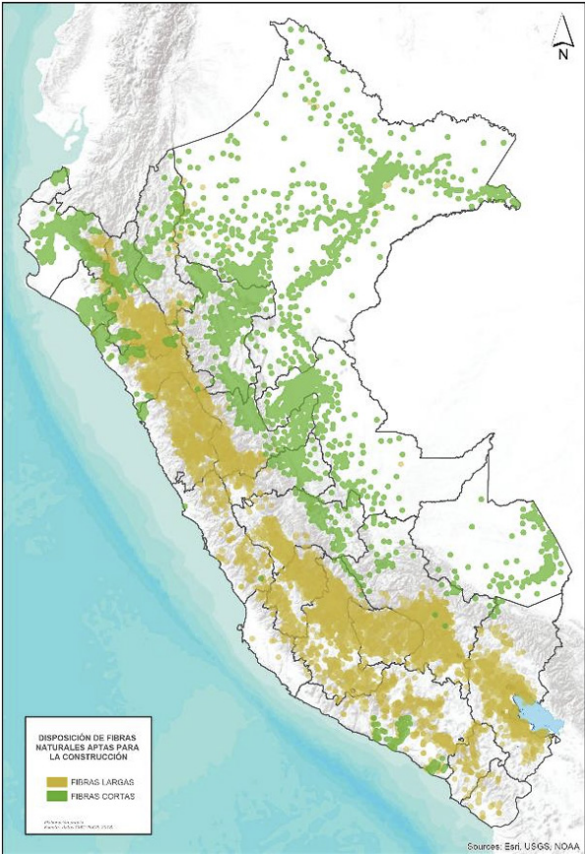 N
DISPOSICIÓN DE FIBRAS
NATURALES APTAS PARA
LA CONSTRUCCIÓN
FIBRAS LARGAS
FIBRAS CORTAS
Sources: Esri, USGS, NOAA